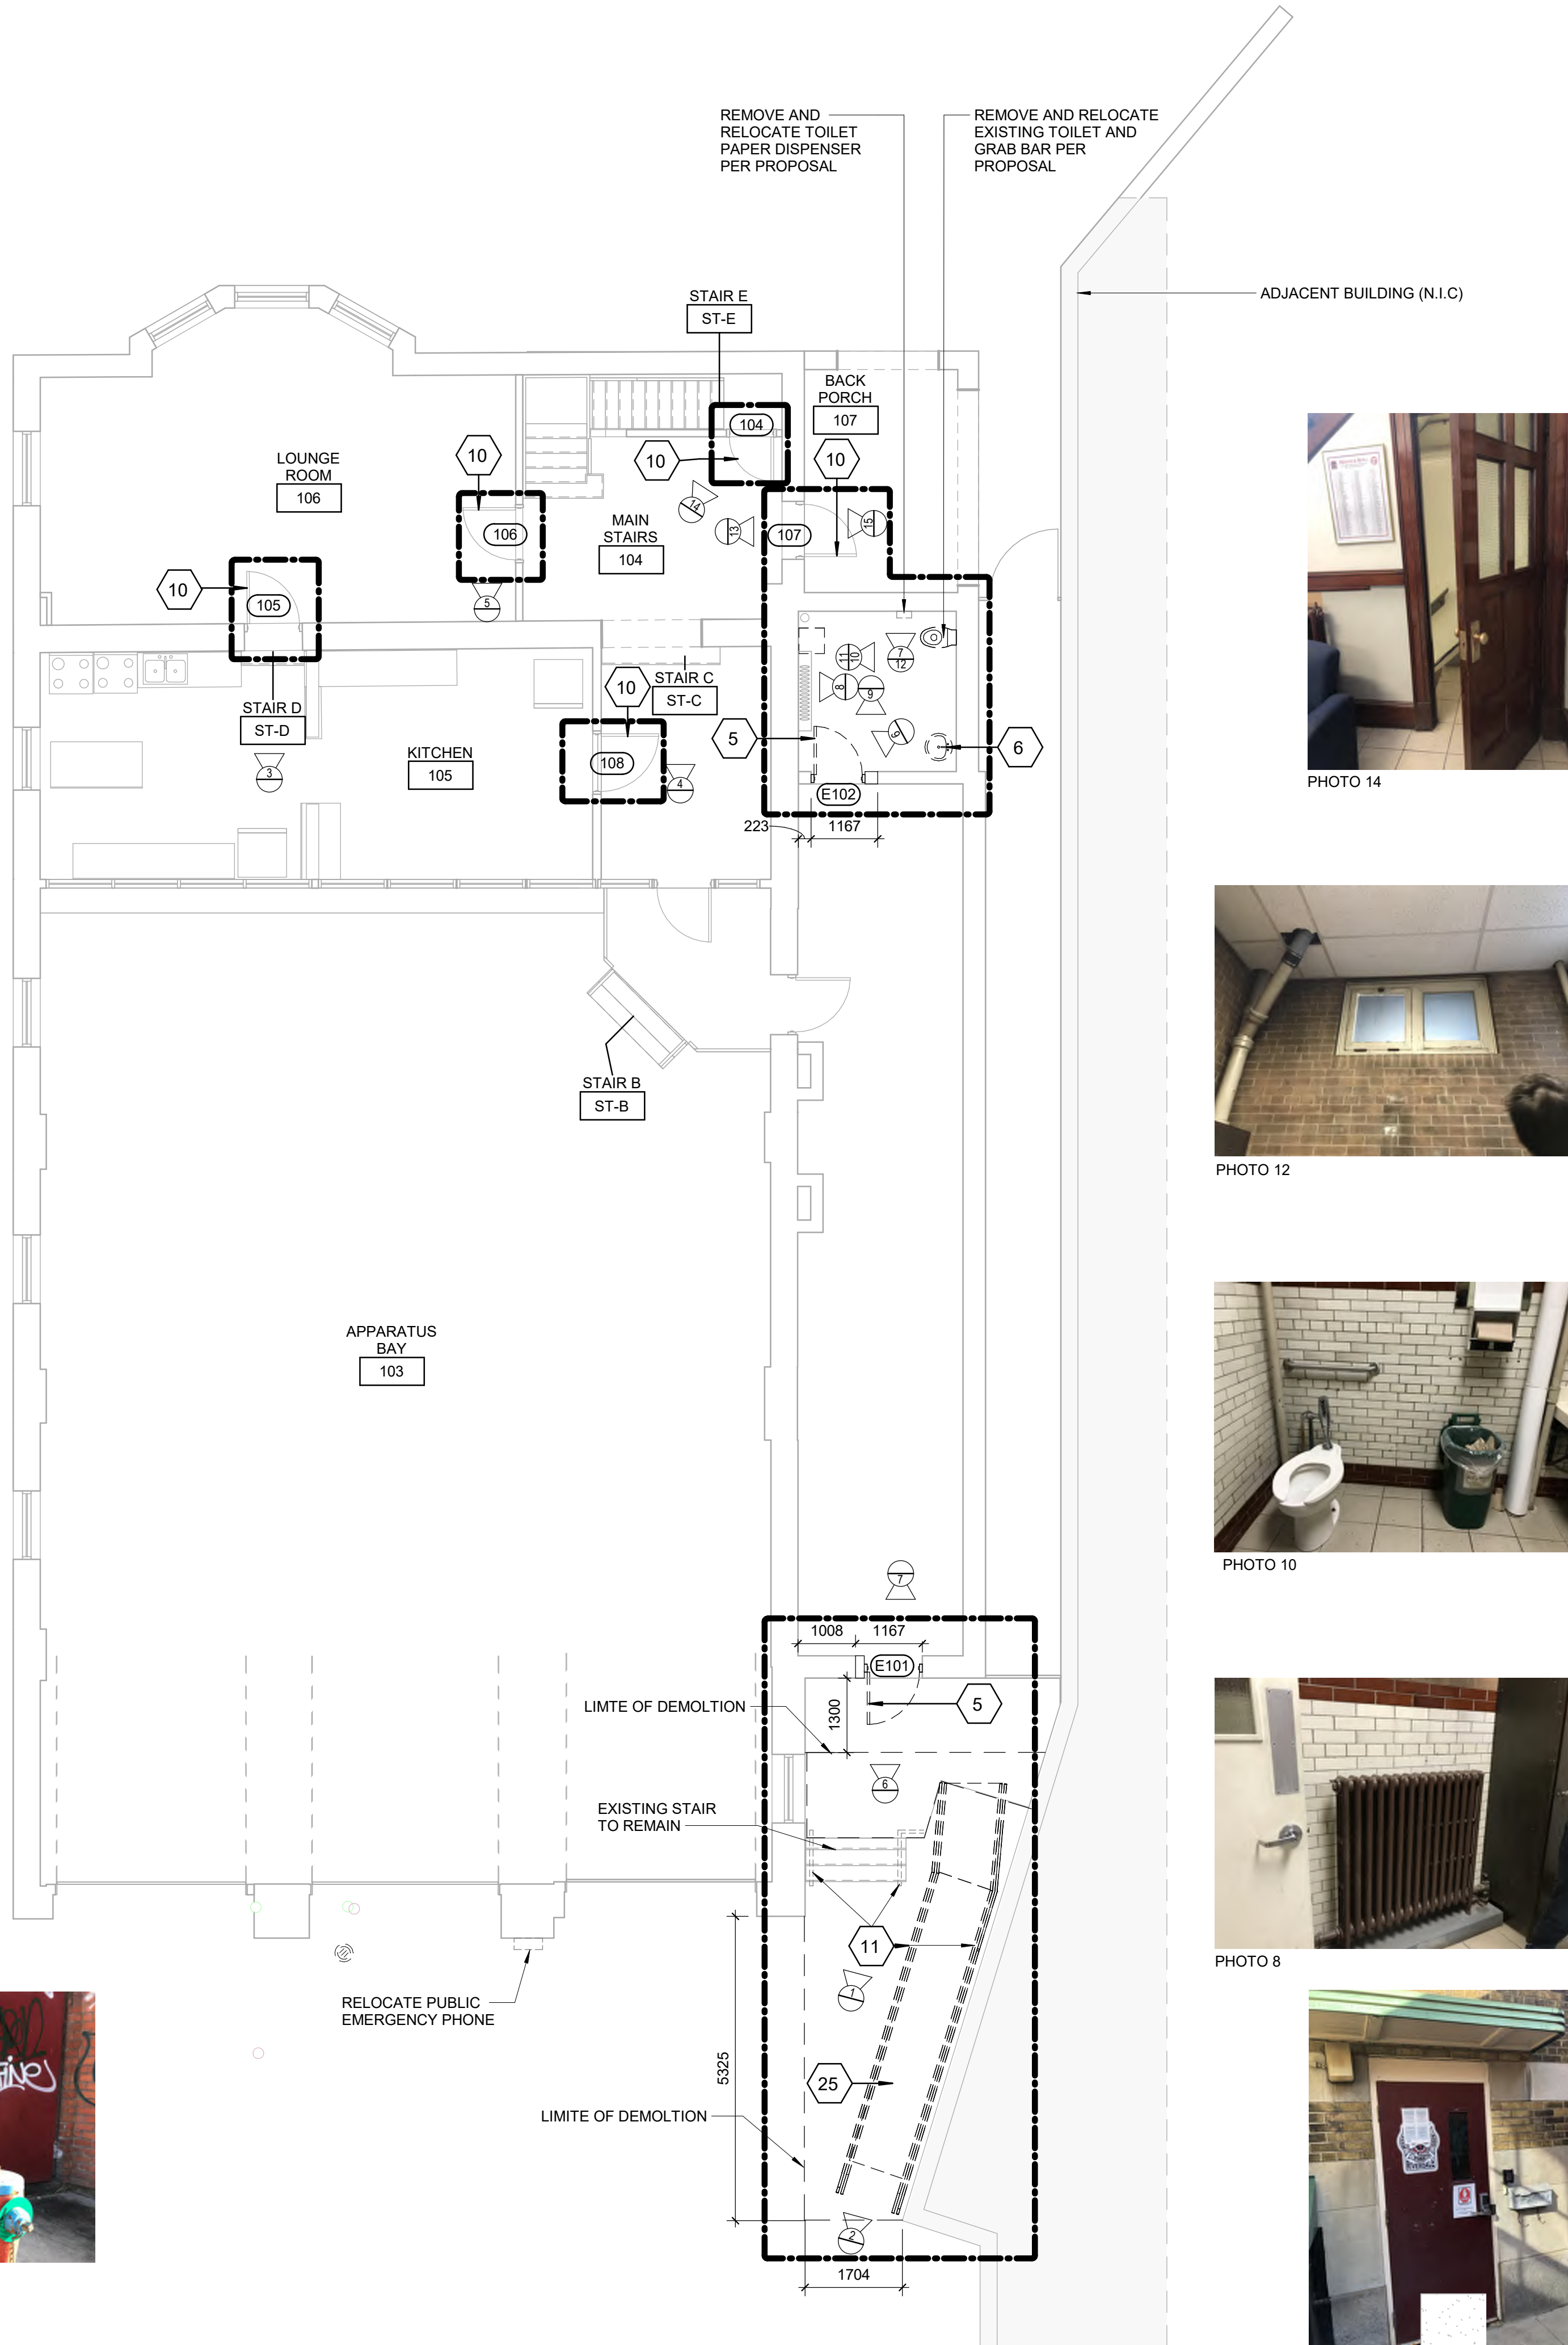 REMOVE AND
RELOCATE TOILET
PAPER DISPENSER
PER PROPOSAL
REMOVE AND RELOCATE
EXISTING TOILET AND
GRAB BAR PER
PROPOSAL
ADJACENT BUILDING (N.I.C)
STAIR E
ST-E
BACK
PORCH
107
104
10
10
10
LOUNGE
ROOM
106
14
13
15
106
107
MAIN
STAIRS
104
10
105
5
7
12
11
10
8
9
STAIR C
ST-C
10
STAIR D
ST-D
9
5
6
3
KITCHEN
105
108
4
E102
223
1167
PHOTO 14
STAIR B
ST-B
PHOTO 12
APPARATUS
BAY
103
PHOTO 10
7
1008
1167
E101
LIMTE OF DEMOLTION
5
1300
6
EXISTING STAIR
TO REMAIN
11
PHOTO 8
1
RELOCATE PUBLIC
EMERGENCY PHONE
5325
25
LIMITE OF DEMOLTION
2
1704
RIVERDALE